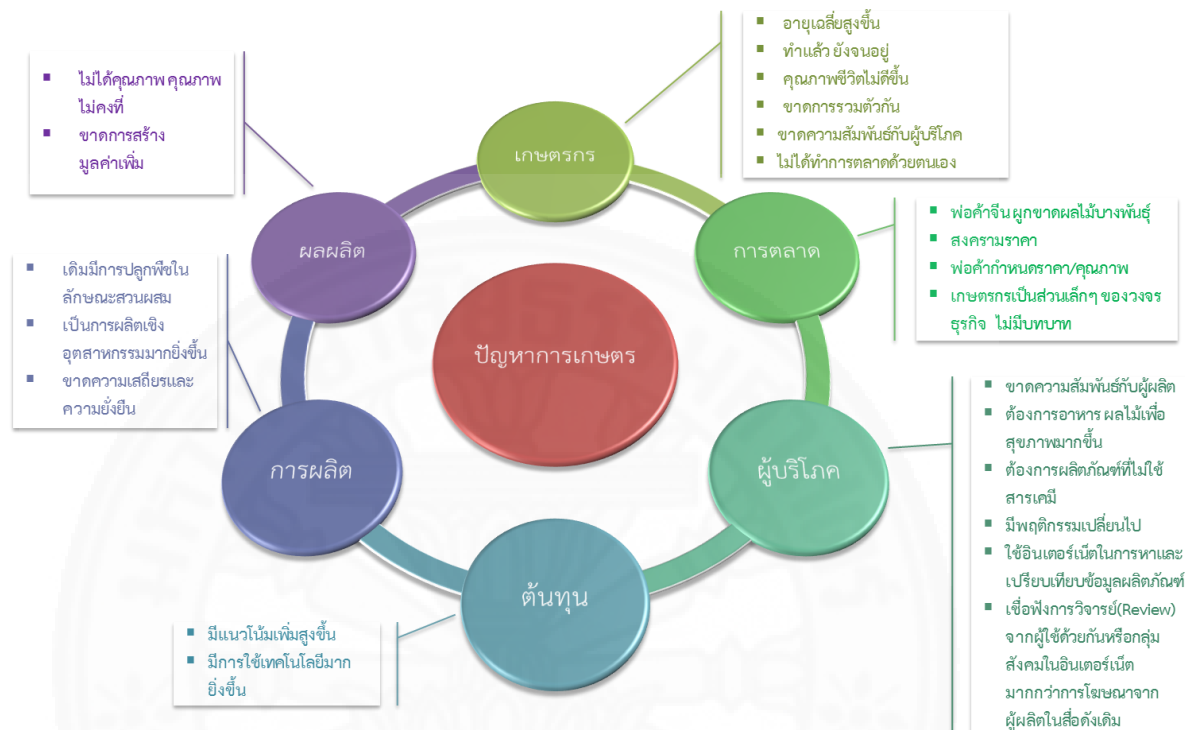 อายุเฉลี่ยสูงขึ้น
ทำแล้ว ยังจนอยู่
คุณภาพชีวิตไม่ดีขึ้น
ขาดการรวมตัวกัน
ขาดความสัมพันธ์กับผู้บริโภค
ไม่ได้ทำการตลาดด้วยตนเอง
ไม่ได้คุณภาพ คุณภาพ
ไม่คงที่
ขาดการสร้าง
มูลค่าเพิ่ม
เกษตรกร
ผลผลิต
การตลาด
พ่อค้าจีน ผูกขาดผลไม้บางพันธุ์
สงครามราคา
พ่อค้ากำหนดราคา/คุณภาพ
เกษตรกรเป็นส่วนเล็กๆ ของวงจร
ธุรกิจ ไม่มีบทบาท
เดิมมีการปลูกพืชใน
ลักษณะสวนผสม
เป็นการผลิตเชิง
อุตสาหกรรมมากยิ่งขึ้น
ขาดความเสถียรและ
ความยั่งยืน
ปัญหาการเกษตร
การผลิต
ผู้บริโภค
ขาดความสัมพันธ์กับผู้ผลิต
ต้องการอาหาร ผลไม้เพื่อ
สุขภาพมากขึ้น
ต้องการผลิตภัณฑ์ที่ไม่ใช้
สารเคมี
มีพฤติกรรมเปลี่ยนไป
ใช้อินเตอร์เน็ตในการหาและ
เปรียบเทียบข้อมูลผลิตภัณฑ์
เชื่อฟังการวิจารย์(Review)
จากผู้ใช้ด้วยกันหรือกลุ่ม
สังคมในอินเตอร์เน็ต
มากกว่าการโฆษณาจาก
ผู้ผลิตในสื่อดังเดิม
ต้นทุน
มีแนวโน้มเพิ่มสูงขึ้น
มีการใช้เทคโนโลยีมาก
ยิ่งขึ้น